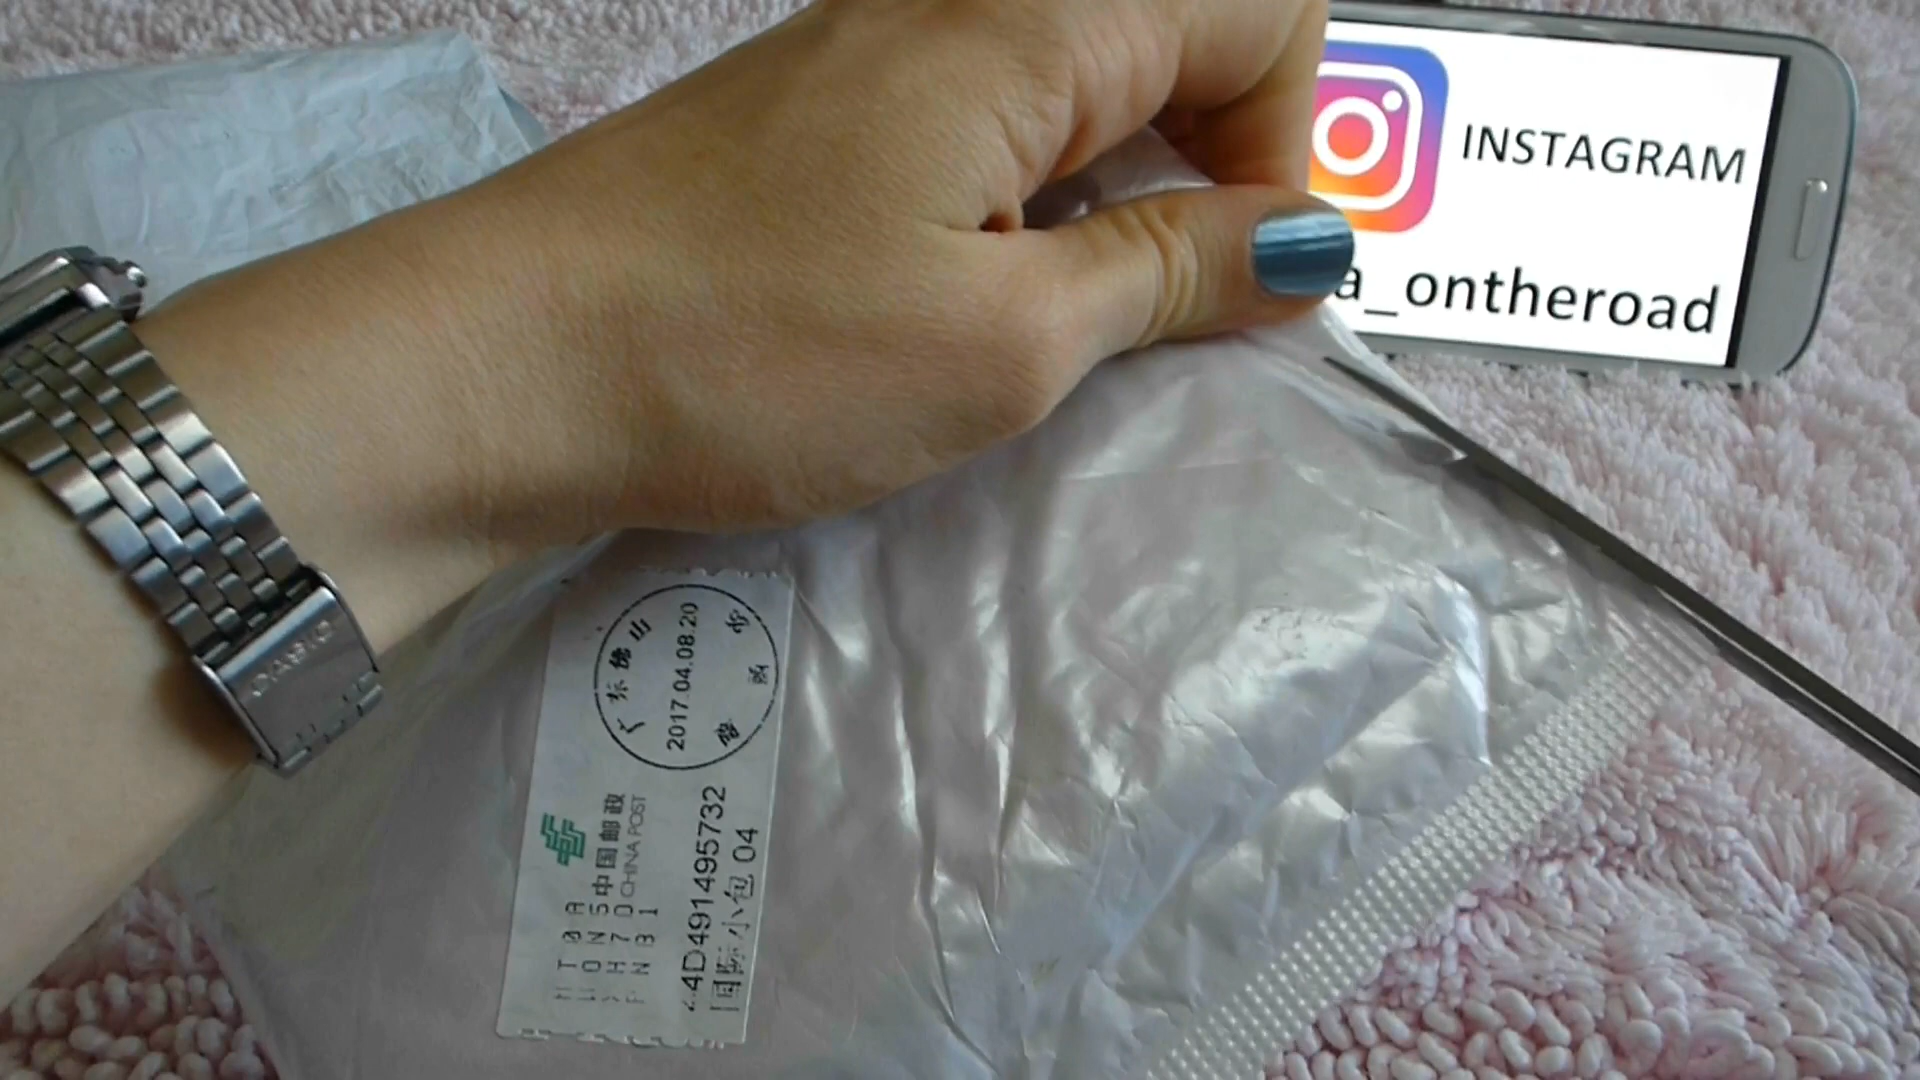 INSTAGRAM
a_ontheroad
CASIO
广东佛山
2017.04.08.20
中国邮政
CHINA POST
4D491495732
国际小包 04